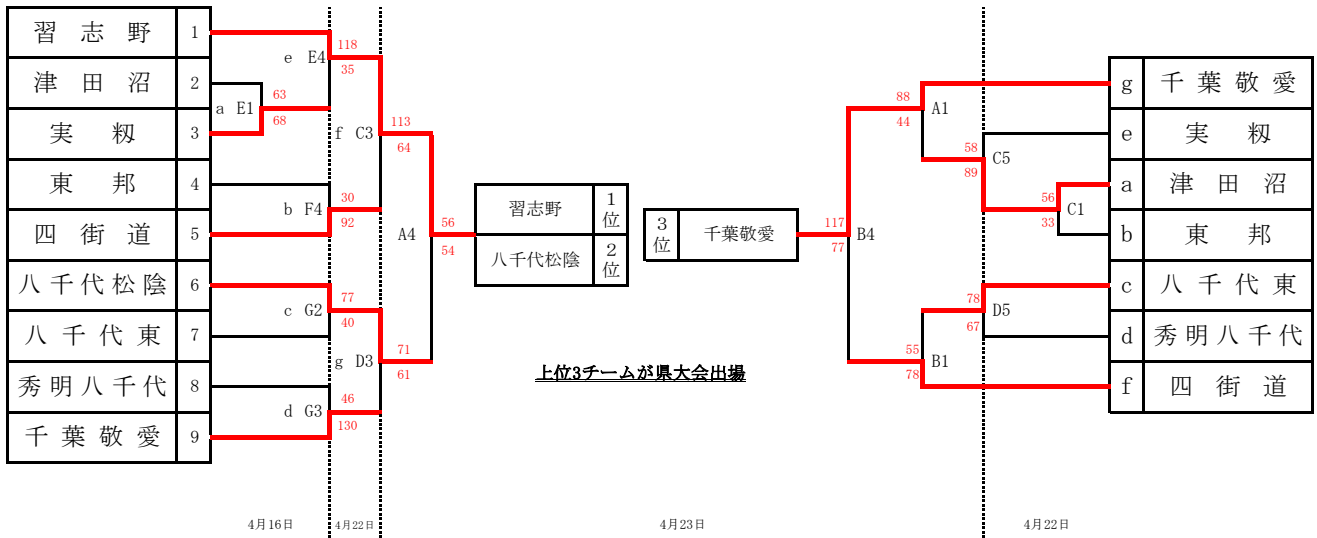 習志野 1
津田沼 2
実籾 3
東邦 4
四街道 5
八千代松陰 6
八千代東 7
秀明八千代 8
千葉敬愛 9
e E4
118
35
a E1
63
68
f C3
113
64
b F4
30
92
A4
56
54
c G2
77
40
g D3
71
61
d G3
46
130
習志野 1位
八千代松陰 2位
3位 千葉敬愛
上位3チームが県大会出場
117
77
B4
88
44
A1
58
89
C5
56
33
C1
78
67
D5
55
78
B1
g 千葉敬愛
e 実籾
a 津田沼
b 東邦
c 八千代東
d 秀明八千代
f 四街道
4月16日
4月22日
4月23日
4月22日